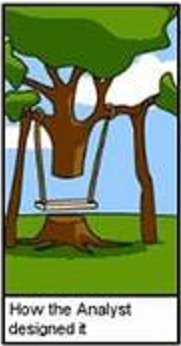 How the Analyst
designed it